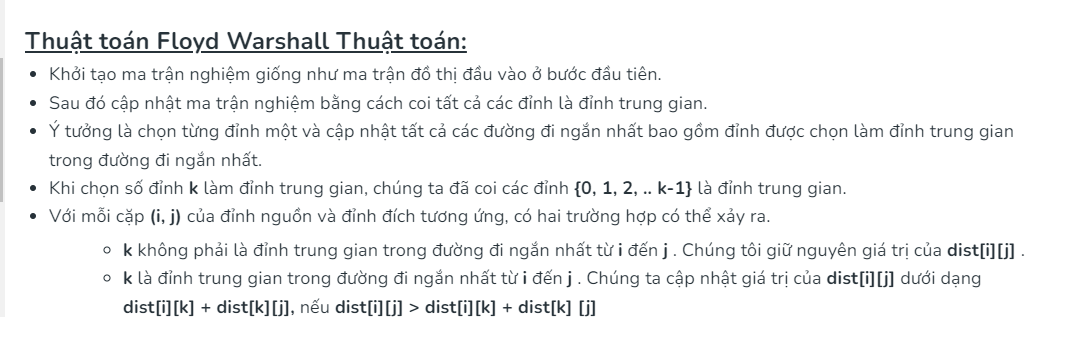 Thuật toán Floyd Warshall Thuật toán:
• Khởi tạo ma trận nghiệm giống như ma trận đồ thị đầu vào ở bước đầu tiên.
• Sau đó cập nhật ma trận nghiệm bằng cách coi tất cả các đỉnh là đỉnh trung gian.
• Ý tưởng là chọn từng đỉnh một và cập nhật tất cả các đường đi ngắn nhất bao gồm đỉnh được chọn làm đỉnh trung gian
trong đường đi ngắn nhất.
• Khi chọn số đỉnh k làm đỉnh trung gian, chúng ta đã coi các đỉnh {0, 1, 2, .. k-1} là đỉnh trung gian.
• Với mỗi cặp (i, j) của đỉnh nguồn và đỉnh đích tương ứng, có hai trường hợp có thể xảy ra.
◦ k không phải là đỉnh trung gian trong đường đi ngắn nhất từ i đến j . Chúng tôi giữ nguyên giá trị của dist[i][j] .
◦ k là đỉnh trung gian trong đường đi ngắn nhất từ i đến j . Chúng ta cập nhật giá trị của dist[i][j] dưới dạng
dist[i][k] + dist[k][j], nếu dist[i][j] > dist[i][k] + dist[k] [j]